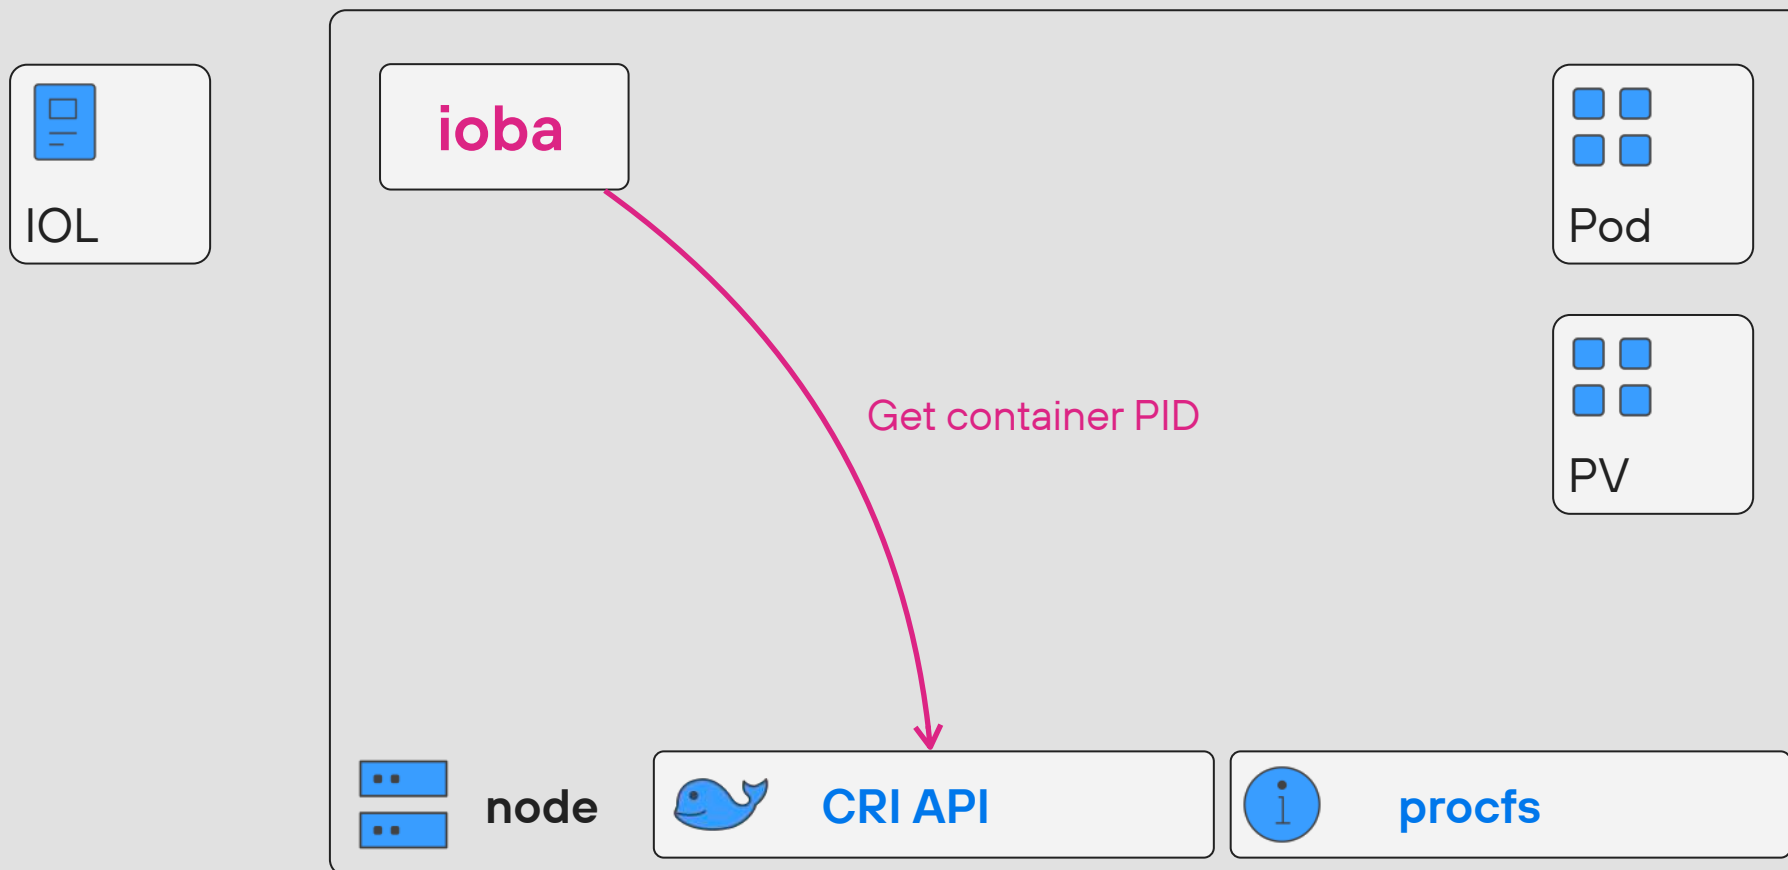 IOL
ioba
Pod
Get container PID
PV
node
CRI API
procfs